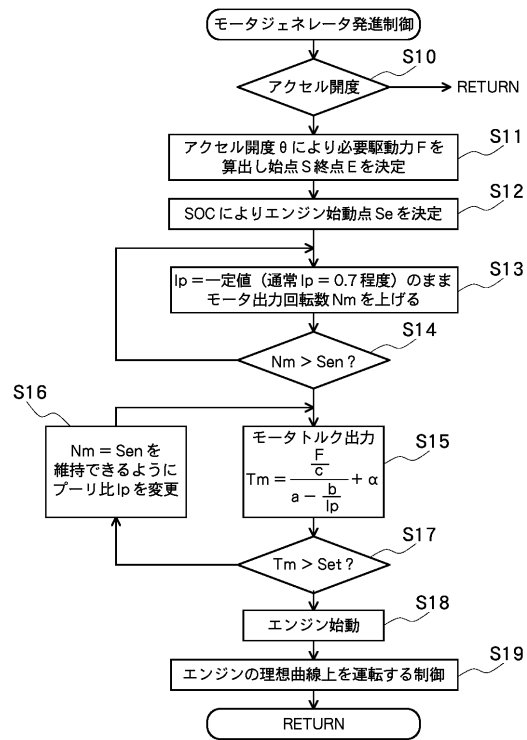 モータジェネレータ発進制御
S10
アクセル開度
RETURN
S11
アクセル開度θにより必要駆動力Fを
算出し始点S終点Eを決定
S12
SOCによりエンジン始動点Seを決定
S13
Ip=一定値（通常Ip=0.7程度）のまま
モータ出力回転数Nmを上げる
S14
Nm>Sen?
S16
Nm=Senを
維持できるように
プーリ比Ipを変更
S15
モータトルク出力
F
c
Tm= +α
a- b
Ip
S17
Tm>Set?
S18
エンジン始動
S19
エンジンの理想曲線上を運転する制御
RETURN